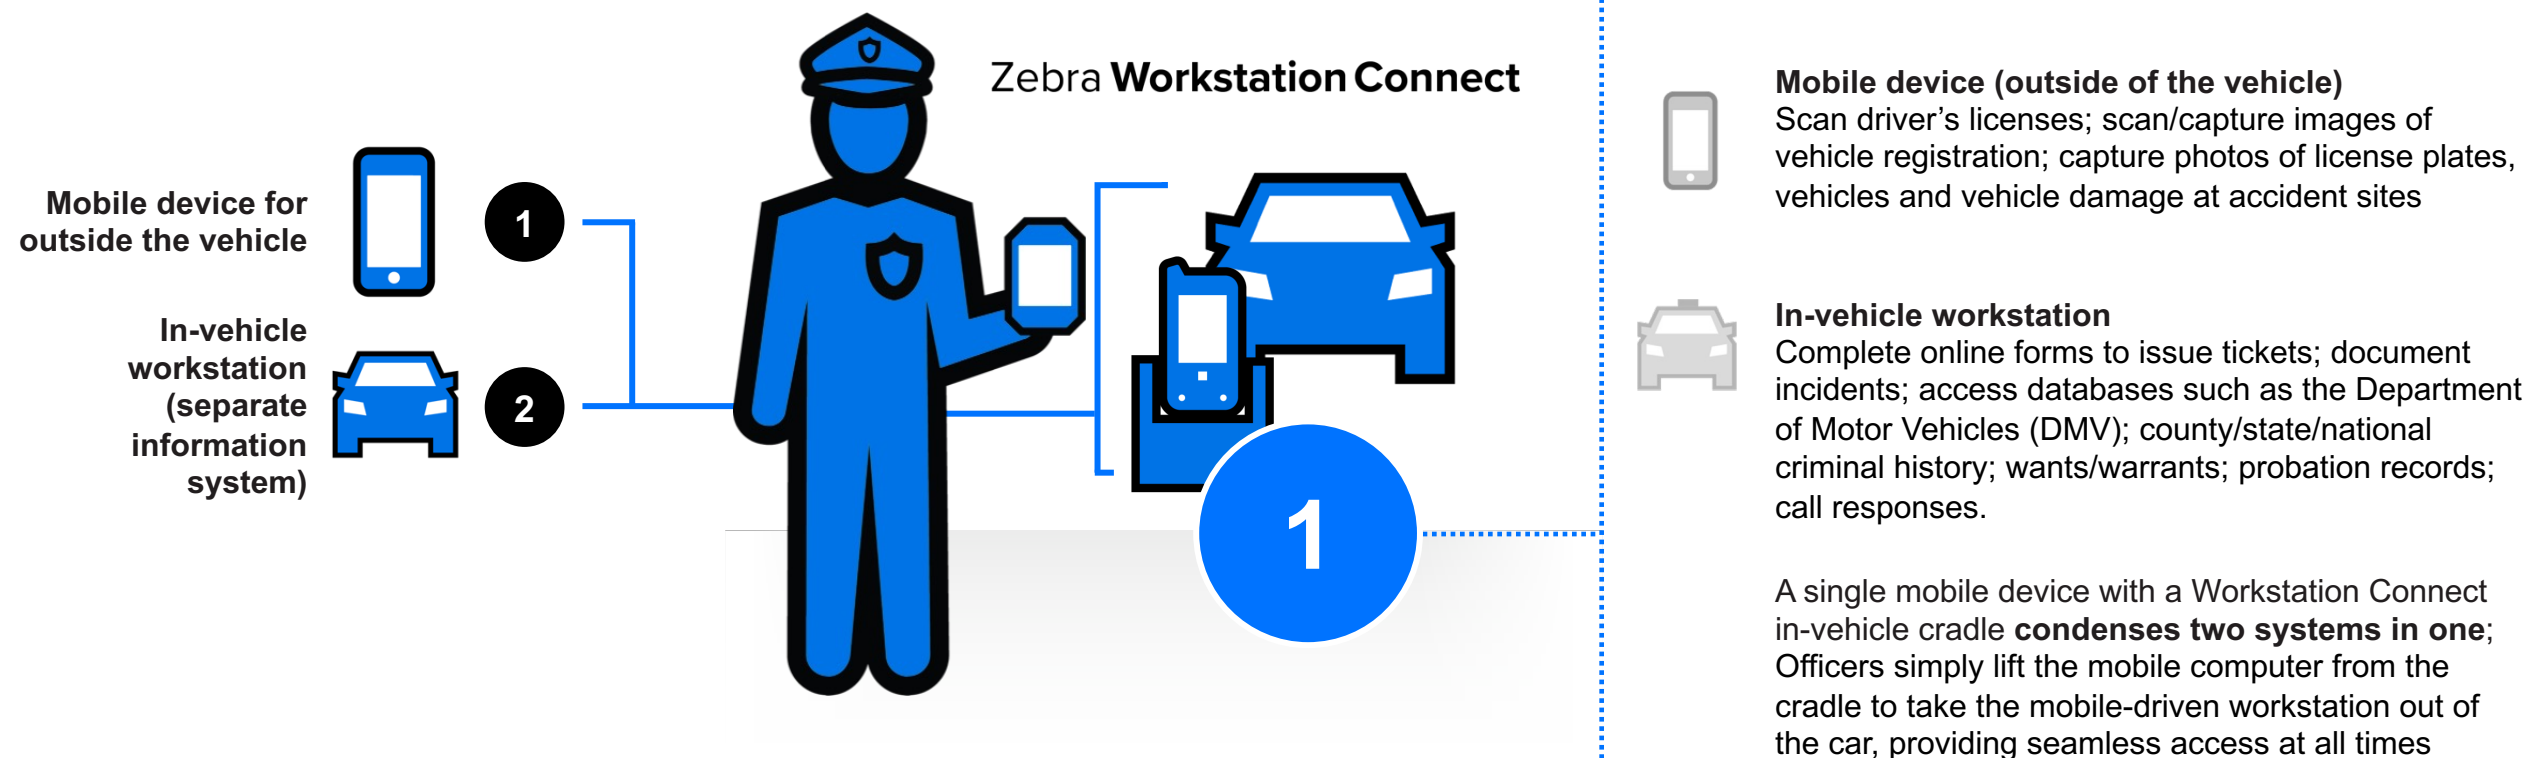 Zebra Workstation Connect
Mobile device for
outside the vehicle
1
In-vehicle
workstation
(separate
information
system)
2
1
Mobile device (outside of the vehicle)
Scan driver’s licenses; scan/capture images of
vehicle registration; capture photos of license plates,
vehicles and vehicle damage at accident sites
In-vehicle workstation
Complete online forms to issue tickets; document
incidents; access databases such as the Department
of Motor Vehicles (DMV); county/state/national
criminal history; wants/warrants; probation records;
call responses.
A single mobile device with a Workstation Connect
in-vehicle cradle condenses two systems in one;
Officers simply lift the mobile computer from the
cradle to take the mobile-driven workstation out of
the car, providing seamless access at all times